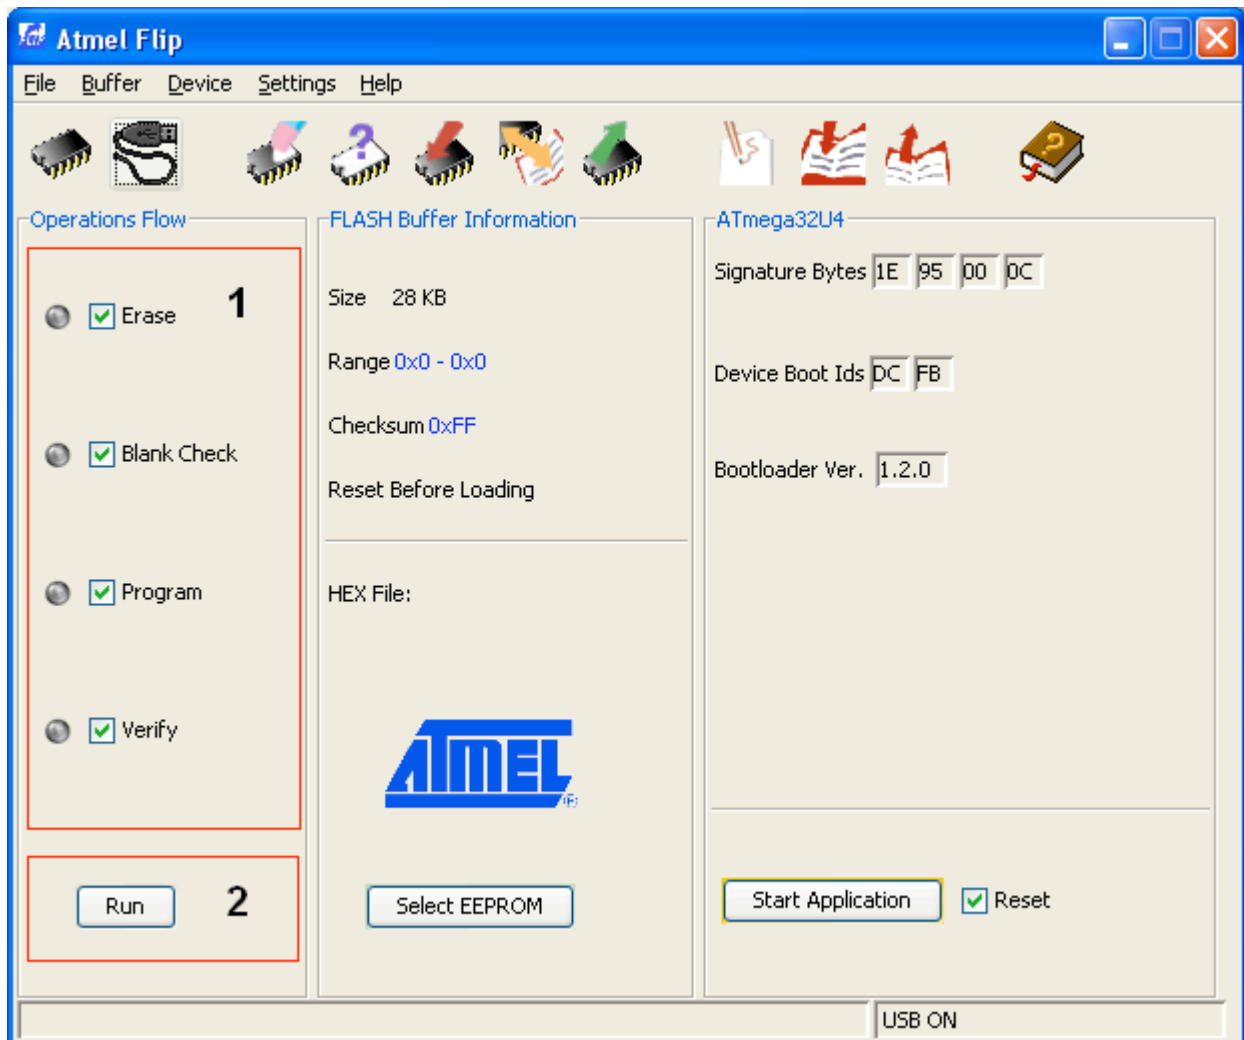 Atmel Flip
File Buffer Device Settings Help
Operations Flow
1
Erase
Blank Check
Program
Verify
Run
2
FLASH Buffer Information
Size 28 KB
Range 0x0 - 0x0
Checksum 0xFF
Reset Before Loading
HEX File:
ATMEL®
Select EEPROM
ATmega32U4
Signature Bytes 1E 95 00 0C
Device Boot Ids DC FB
Bootloader Ver. 1.2.0
Start Application Reset
USB ON